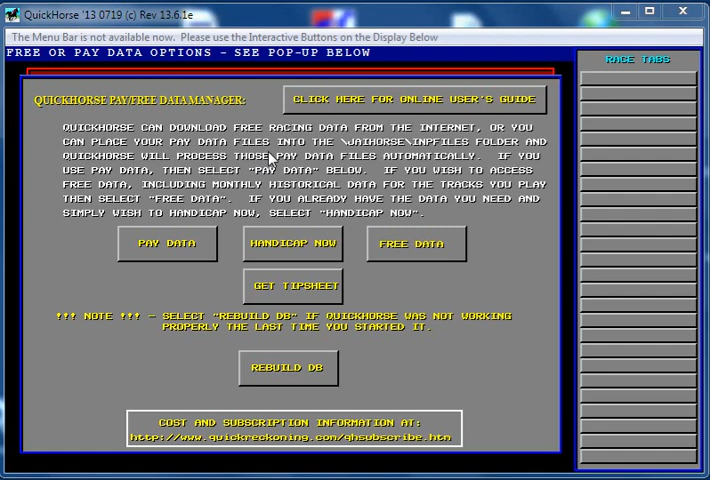 QuickHorse '13 0719 (c) Rev 13.6.1e
The Menu Bar is not available now. Please use the Interactive Buttons on the Display Below
FREE OR PAY DATA OPTIONS - SEE POP-UP BELOW
RACE TABS
QUICKHORSE PAY/FREE DATA MANAGER:
CLICK HERE FOR ONLINE USER'S GUIDE
QUICKHORSE CAN DOWNLOAD FREE RACING DATA FROM THE INTERNET, OR YOU
CAN PLACE YOUR PAY DATA FILES INTO THE \JAIHORSE\INPFILES FOLDER AND
QUICKHORSE WILL PROCESS THOSE PAY DATA FILES AUTOMATICALLY. IF YOU
USE PAY DATA, THEN SELECT "PAY DATA" BELOW. IF YOU WISH TO ACCESS
FREE DATA, INCLUDING MONTHLY HISTORICAL DATA FOR THE TRACKS YOU PLAY
THEN SELECT "FREE DATA". IF YOU ALREADY HAVE THE DATA YOU NEED AND
SIMPLY WISH TO HANDICAP NOW, SELECT "HANDICAP NOW".
PAY DATA
HANDICAP NOW
FREE DATA
GET TIPSHEET
!!! NOTE !!! - SELECT "REBUILD DB" IF QUICKHORSE WAS NOT WORKING
PROPERLY THE LAST TIME YOU STARTED IT.
REBUILD DB
COST AND SUBSCRIPTION INFORMATION AT:
http://www.quickreckoning.com/qhsubscribe.htm